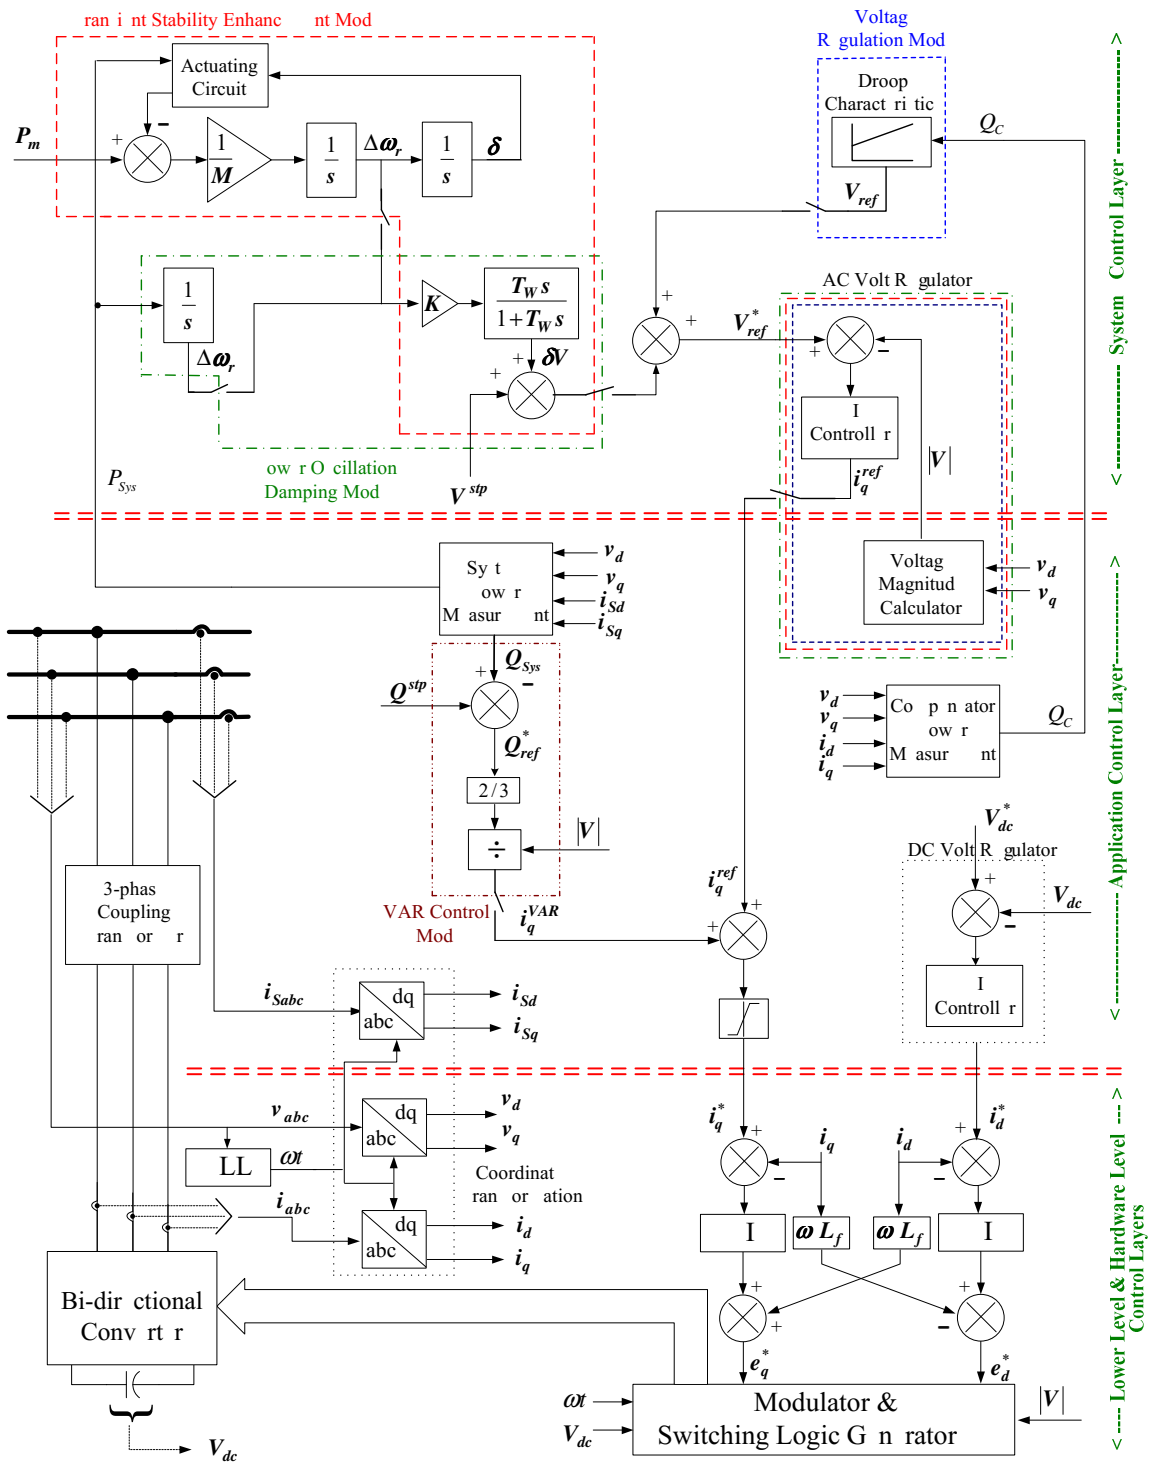 ran i nt Stability Enhanc nt Mod
Voltag
R gulation Mod
Actuating
Circuit
Droop
Charact ri tic
P_m
+
−
1/M
1/s
Δω_r
1/s
δ
Q_C
V_ref
1/s
Δω_r
K
T_W s / 1+T_W s
+
δV
+
AC Volt R gulator
+
+
V*_ref
+
−
I
Controll r
|V|
i_q^ref
ow r O cillation
Damping Mod
V^stp
P_Sys
System Control Layer
Sy t
ow r
M asur nt
v_d
v_q
i_Sd
i_Sq
Voltag
Magnitud
Calculator
v_d
v_q
Q_Sys
+
−
Q^stp
Q*_ref
2/3
÷
|V|
i_q^VAR
VAR Control
Mod
v_d
v_q
i_d
i_q
Co p n ator
ow r
M asur nt
Q_C
Application Control Layer
V*_dc
DC Volt R gulator
+
−
V_dc
I
Controll r
i_q^ref
+
+
3-phas
Coupling
ran or r
i_Sabc
dq
abc
i_Sd
i_Sq
v_abc
dq
abc
v_d
v_q
LL
ωt
Coordinat
ran or ation
i_abc
dq
abc
i_d
i_q
i*_q
+
−
i_q
i_d
i*_d
+
−
I
ω L_f
ω L_f
I
+
+
+
−
e*_q
e*_d
Bi-dir ctional
Conv rt r
V_dc
ωt
V_dc
Modulator &
Switching Logic G n rator
|V|
Lower Level & Hardware Level
Control Layers